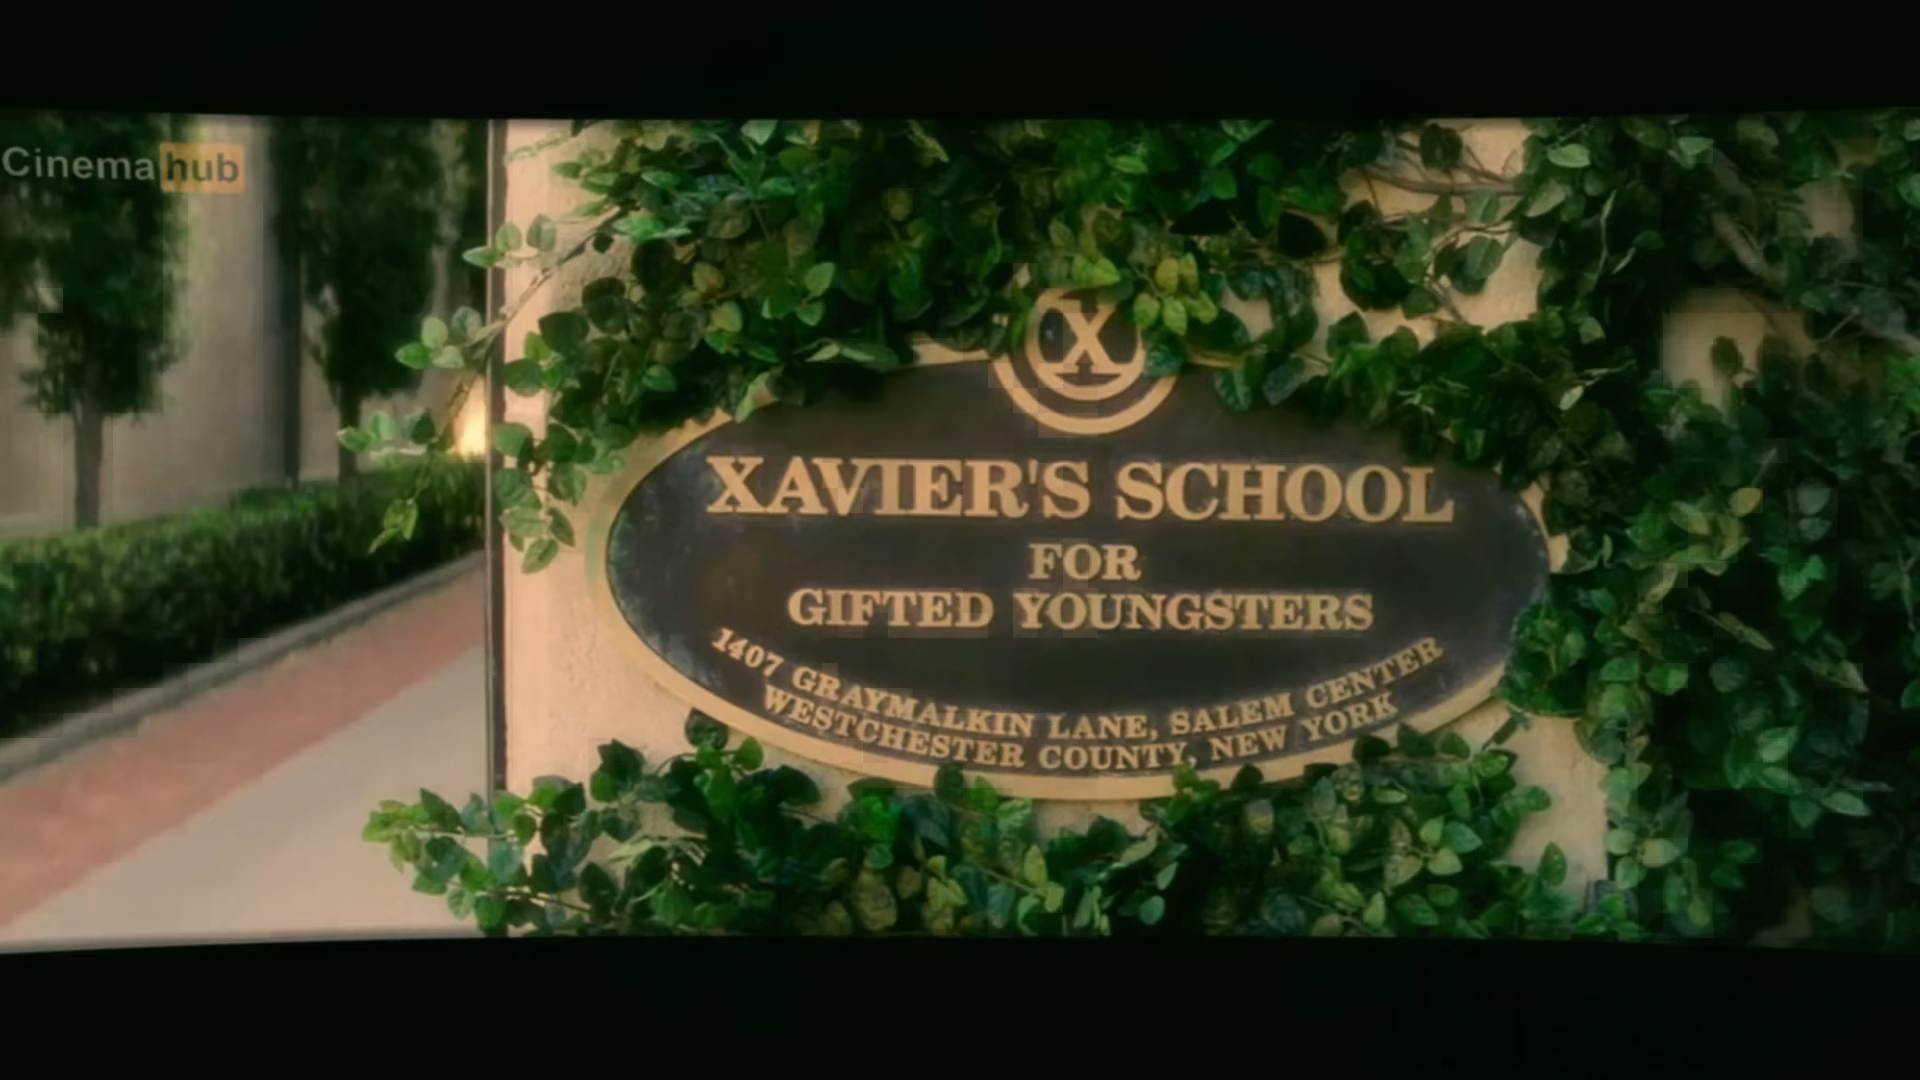 Cinemahub
X
XAVIER'S SCHOOL
FOR
GIFTED YOUNGSTERS
1407 GRAYMALKIN LANE, SALEM CENTER
WESTCHESTER COUNTY, NEW YORK